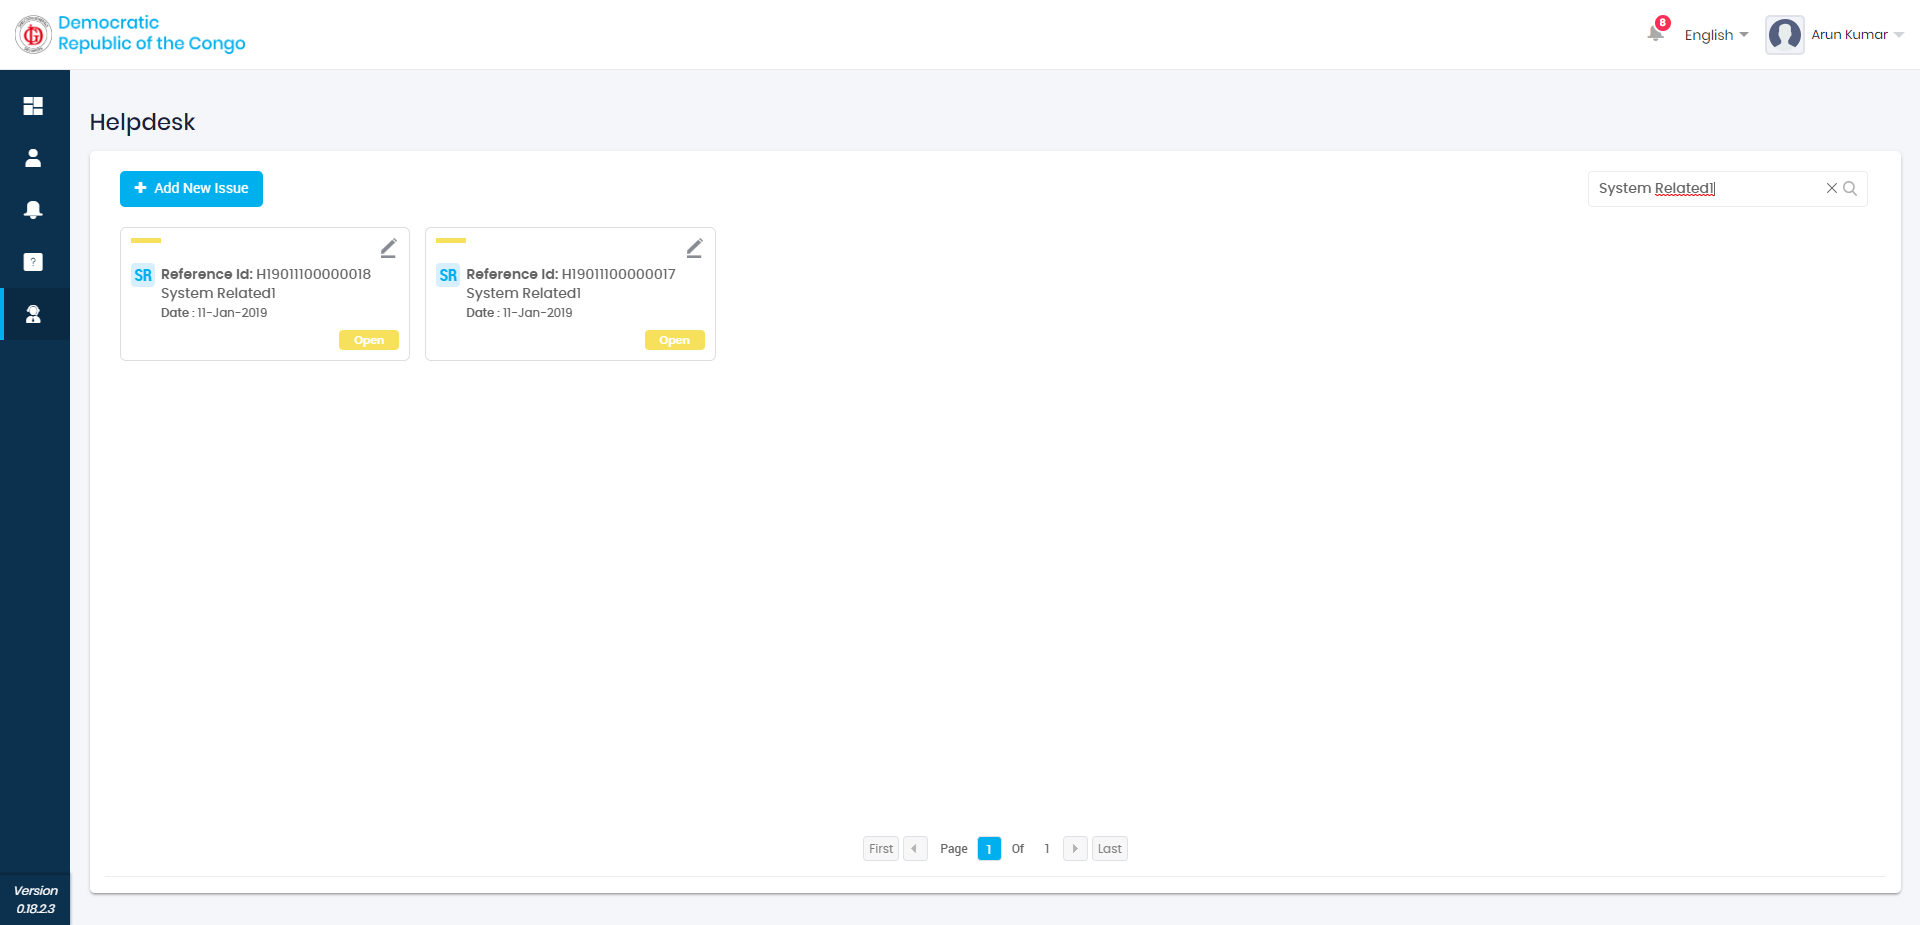 Democratic
Republic of the Congo
8
English
Arun Kumar
Helpdesk
Add New Issue
System Related1
SR
Reference Id: H19011100000018
System Related1
Date : 11-Jan-2019
Open
SR
Reference Id: H19011100000017
System Related1
Date : 11-Jan-2019
Open
?
First
Page 1 Of 1
Last
Version
0.18.2.3